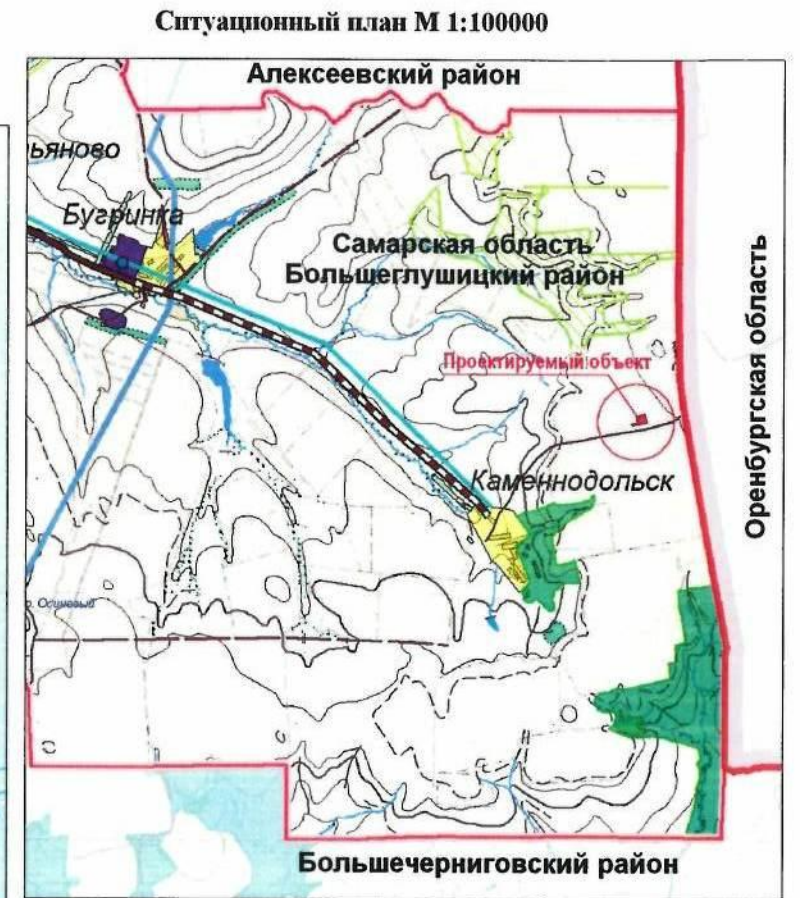 Ситуационный план М 1:100000
Алексеевский район
ьяново
Бугринка
Самарская область
Большеглушицкий район
Оренбургская область
Проектируемый объект
Каменнодольск
Осиновый
Большечерниговский район